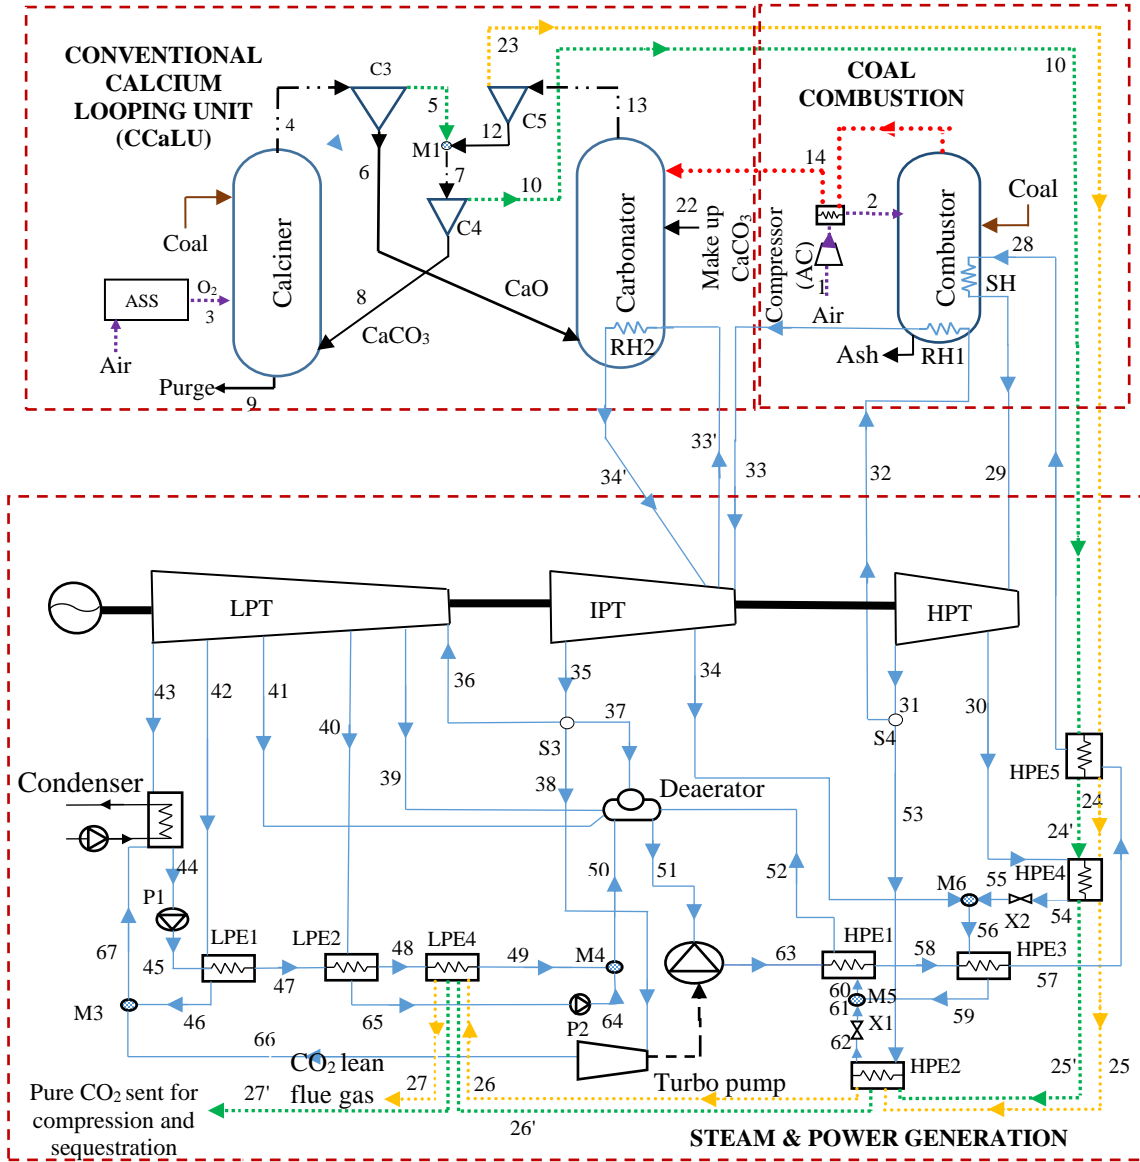 CONVENTIONAL
CALCIUM
LOOPING UNIT
(CCaLU)
23
10
COAL
COMBUSTION
C3
5
C5
13
4
12
M1
6
7
10
C4
14
2
22
Coal
Make up
CaCO3
Compressor
(AC)
1
Air
Coal
28
SH
Combustor
Calciner
Carbonator
ASS
O2
3
Air
8
CaCO3
CaO
RH2
RH1
Ash
Purge
9
34'
33'
33
32
29
LPT
IPT
HPT
43
42
41
40
39
36
35
37
34
31
30
S3
S4
38
53
Condenser
Deaerator
HPE5
24
24'
HPE4
44
P1
50
51
52
M6
55
54
X2
56
67
45
LPE1
47
LPE2
48
LPE4
49
M4
63
HPE1
58
HPE3
57
60
61
M5
59
M3
46
65
P2
64
X1
62
66
HPE2
CO2 lean
flue gas
27
26
Turbo pump
25'
25
Pure CO2 sent for
compression and
sequestration
27'
26'
STEAM & POWER GENERATION